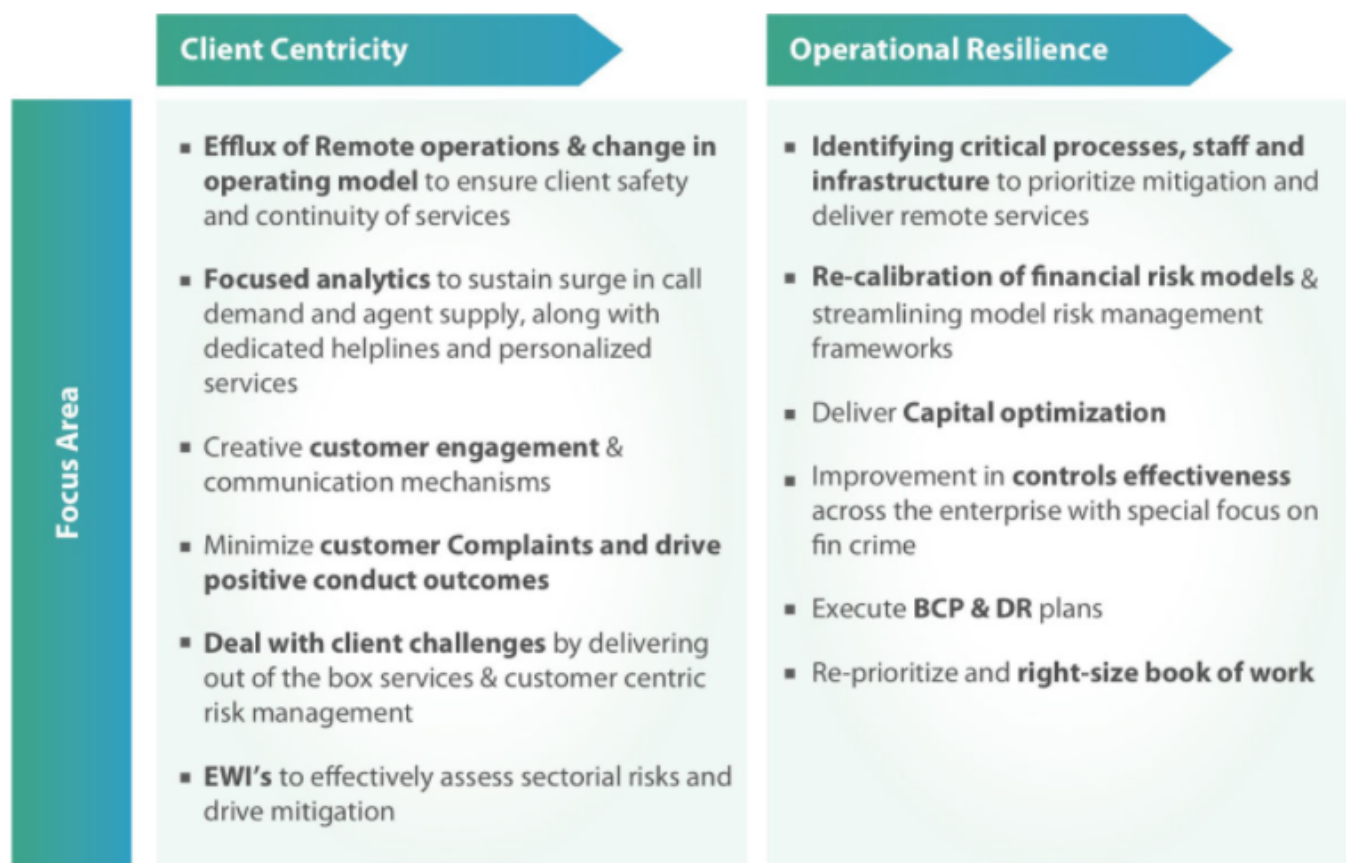 Client Centricity
Operational Resilience
Focus Area
▪ Efflux of Remote operations & change in
operating model to ensure client safety
and continuity of services
▪ Focused analytics to sustain surge in call
demand and agent supply, along with
dedicated helplines and personalized
services
▪ Creative customer engagement &
communication mechanisms
▪ Minimize customer Complaints and drive
positive conduct outcomes
▪ Deal with client challenges by delivering
out of the box services & customer centric
risk management
▪ EWI's to effectively assess sectorial risks and
drive mitigation
▪ Identifying critical processes, staff and
infrastructure to prioritize mitigation and
deliver remote services
▪ Re-calibration of financial risk models &
streamlining model risk management
frameworks
▪ Deliver Capital optimization
▪ Improvement in controls effectiveness
across the enterprise with special focus on
fin crime
▪ Execute BCP & DR plans
▪ Re-prioritize and right-size book of work